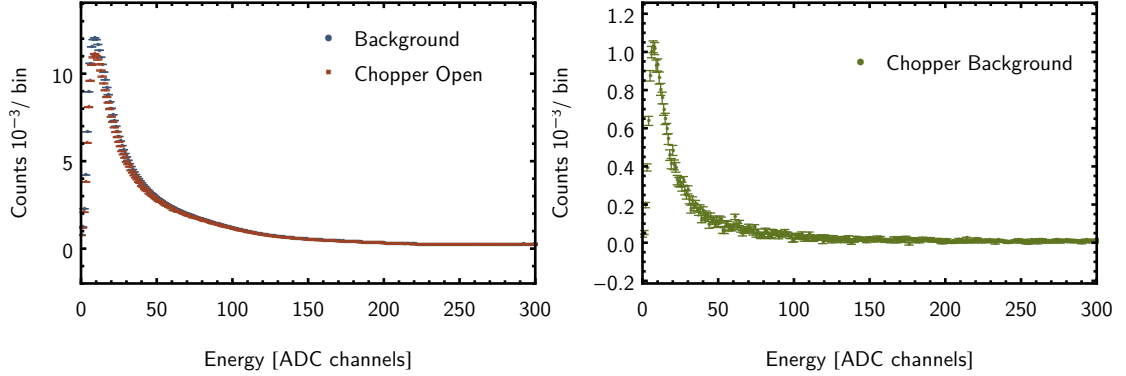 Background
Chopper Open
Counts 10⁻³/ bin
10
5
0
0 50 100 150 200 250 300
Energy [ADC channels]
Chopper Background
Counts 10⁻³/ bin
1.2
1.0
0.8
0.6
0.4
0.2
0.0
−0.2
0 50 100 150 200 250 300
Energy [ADC channels]